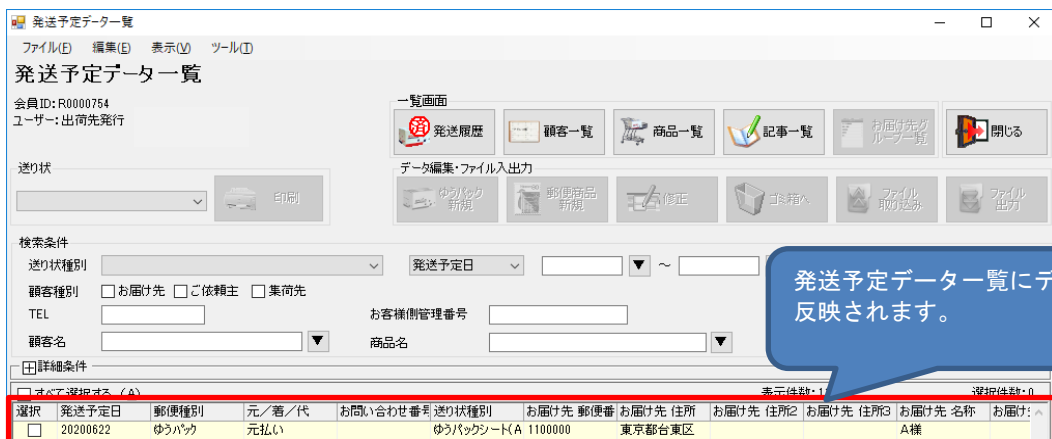 発送予定データ一覧
ファイル(F) 編集(E) 表示(V) ツール(T)
発送予定データ一覧
会員ID: R0000754
ユーザー: 出荷先発行
一覧画面
済 発送履歴 顧客一覧 商品一覧 記事一覧 お届け先グループ一覧 閉じる
送り状
印刷
データ編集・ファイル入出力
ゆうパック新規 郵便商品新規 修正 ゴミ箱へ ファイル取り込み ファイル出力
検索条件
送り状種別 発送予定日 ～
顧客種別 お届け先 ご依頼主 集荷先
TEL お客様側管理番号
顧客名 商品名
発送予定データ一覧にデ
反映されます。
詳細条件
すべて選択する (A) 表示件数: 選択件数: 0
選択 発送予定日 郵便種別 元/着/代 お問い合わせ番号 送り状種別 お届け先 郵便番 お届け先 住所 お届け先 住所2 お届け先 住所3 お届け先 名称 お届け
20200622 ゆうパック 元払い ゆうパックシート(A 1100000 東京都台東区 A様